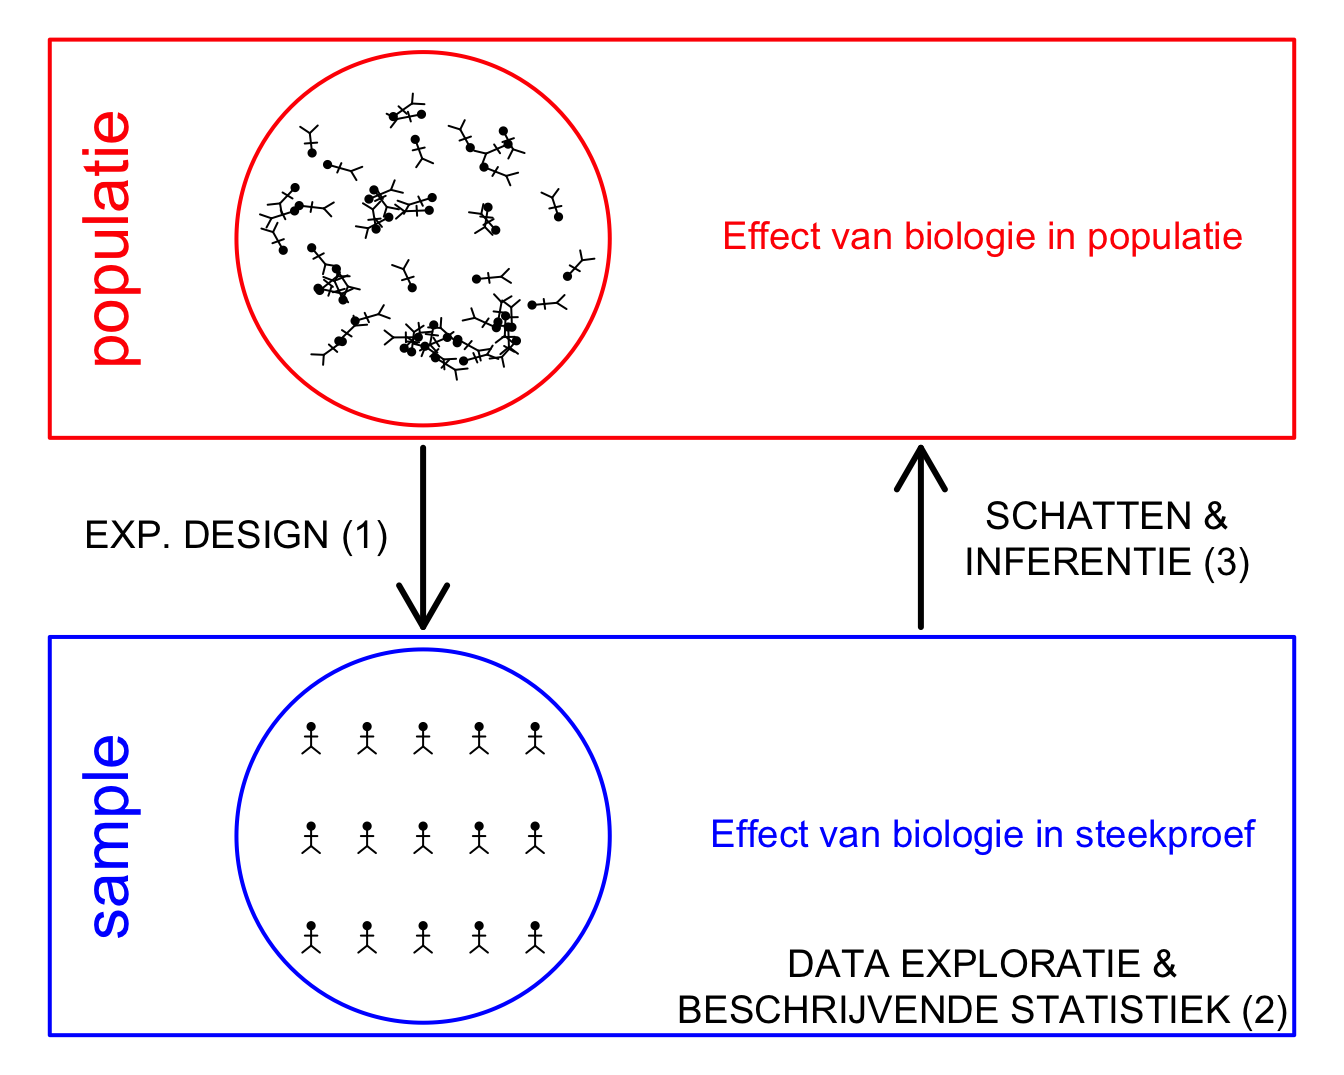 populatie
Effect van biologie in populatie
EXP. DESIGN (1)
SCHATTEN &
INFERENTIE (3)
sample
Effect van biologie in steekproef
DATA EXPLORATIE &
BESCHRIJVENDE STATISTIEK (2)